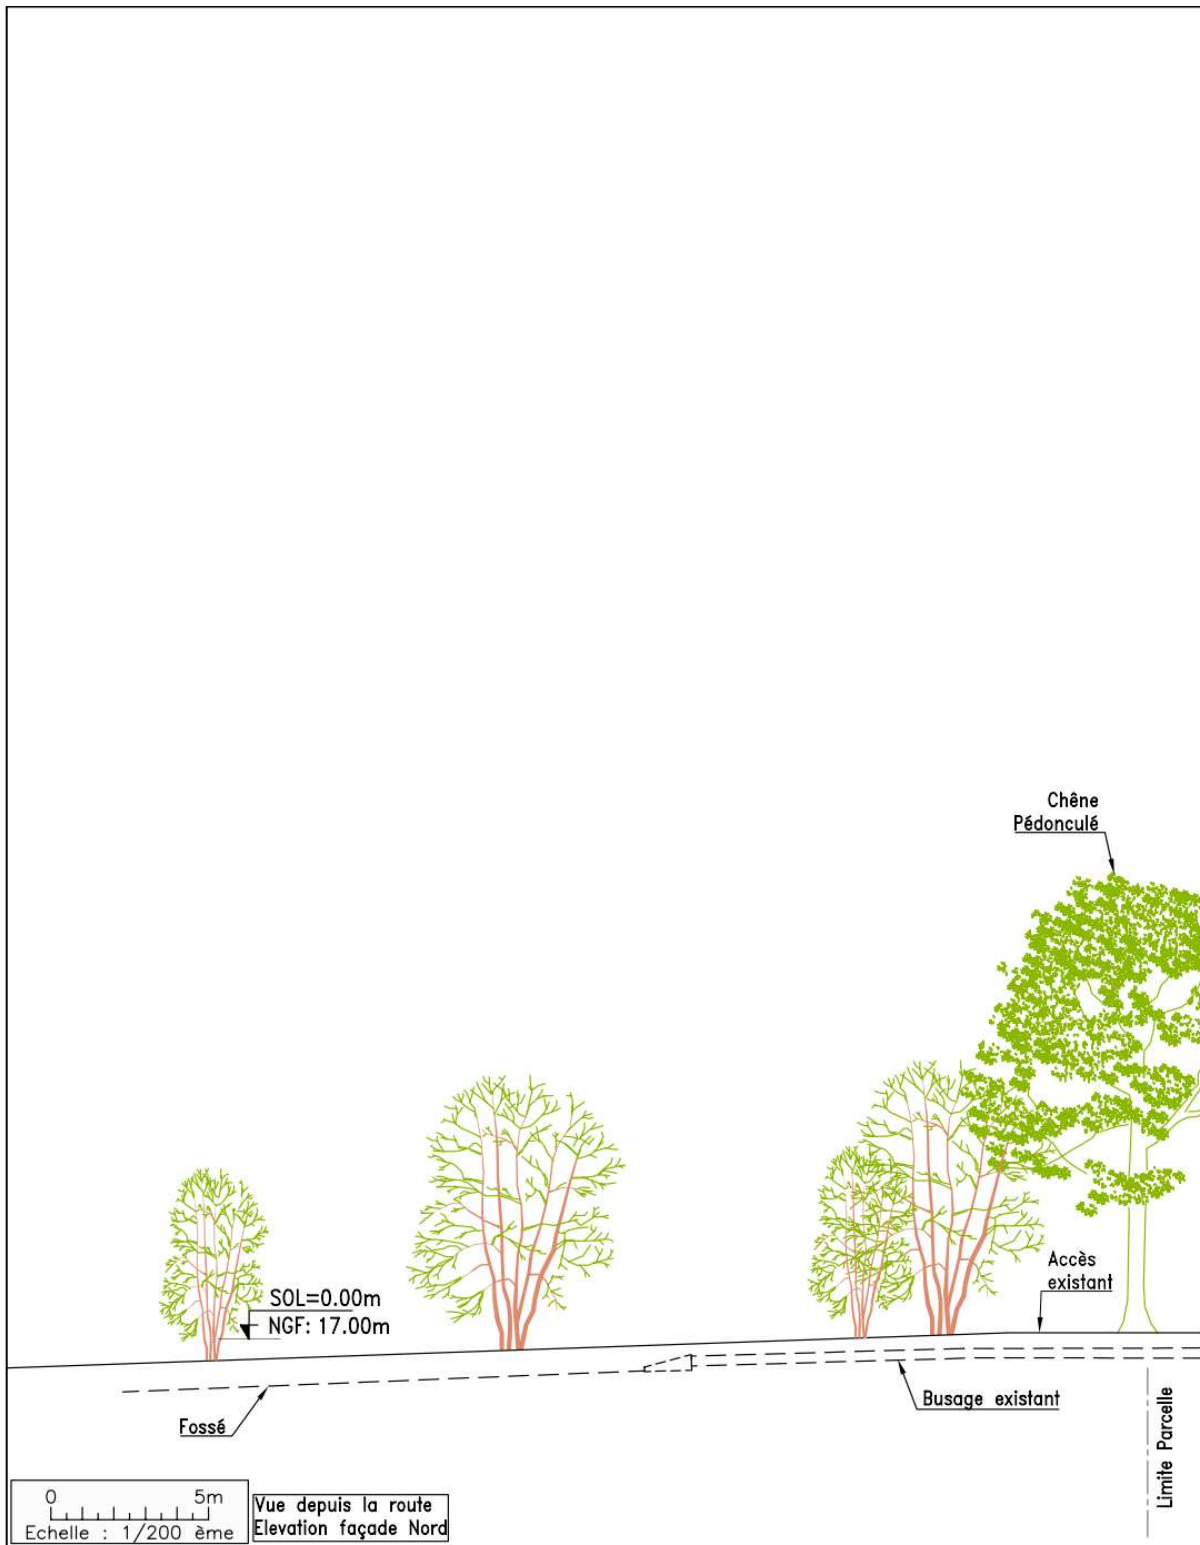 Chêne
Pédonculé
Accès
existant
SOL=0.00m
NGF: 17.00m
Busage existant
Fossé
Limite Parcelle
0 5m
Echelle : 1/200 ème
Vue depuis la route
Elevation façade Nord